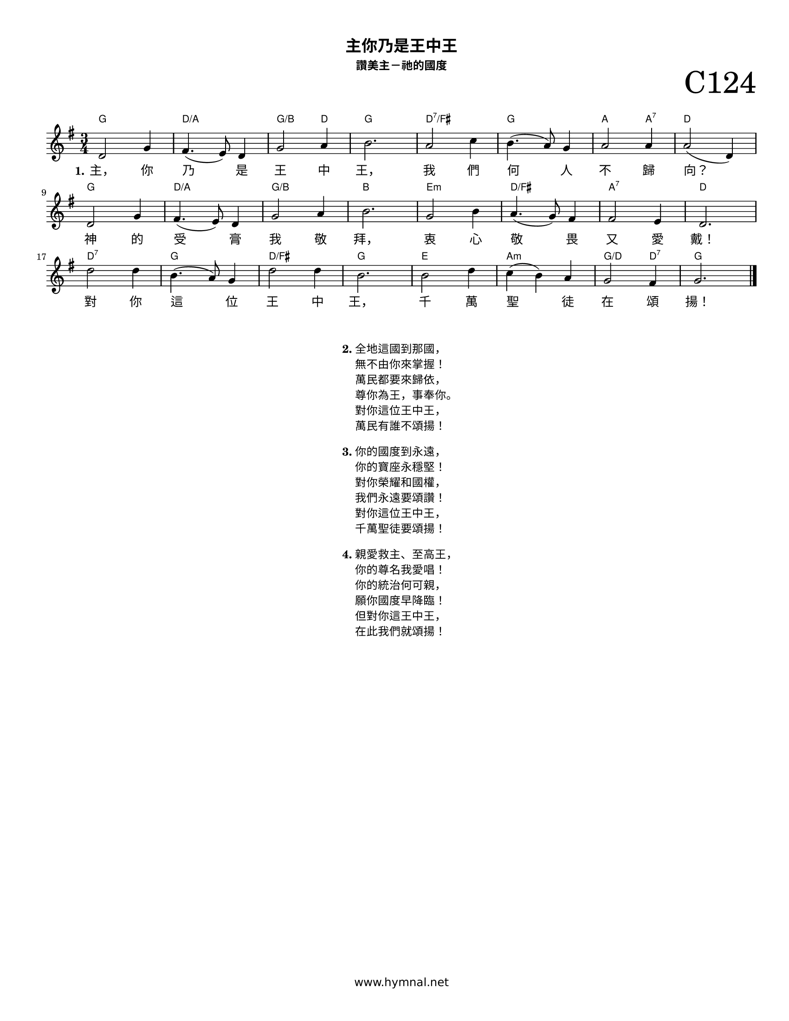 主你乃是王中王
讚美主－祂的國度
C124
G D/A G/B D G D7/F♯ G A A7 D
1. 主， 你 乃 是 王 中 王， 我 們 何 人 不 歸 向？
9 G D/A G/B B Em D/F♯ A7 D
神 的 受 膏 我 敬 拜， 衷 心 敬 畏 又 愛 戴！
17 D7 G D/F♯ G E Am G/D D7 G
對 你 這 位 王 中 王， 千 萬 聖 徒 在 頌 揚！
2. 全地這國到那國，
無不由你來掌握！
萬民都要來歸依，
尊你為王，事奉你。
對你這位王中王，
萬民有誰不頌揚！
3. 你的國度到永遠，
你的寶座永穩堅！
對你榮耀和國權，
我們永遠要頌讚！
對你這位王中王，
千萬聖徒要頌揚！
4. 親愛救主、至高王，
你的尊名我愛唱！
你的統治何可親，
願你國度早降臨！
但對你這王中王，
在此我們就頌揚！
www.hymnal.net